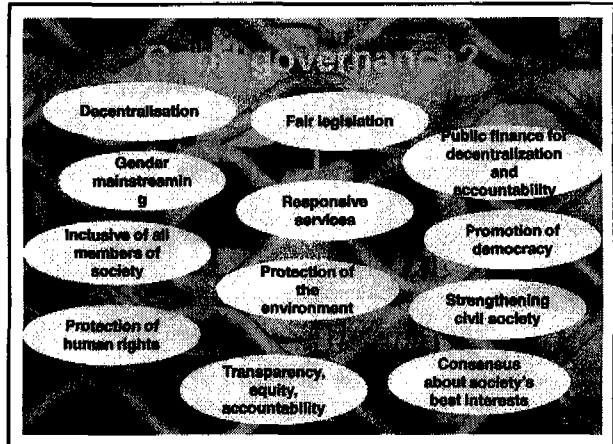 Good governance?
Decentralisation
Fair legislation
Public finance for
decentralization
and
accountability
Gender
mainstreamin
g
Responsive
services
Inclusive of all
members of
society
Promotion of
democracy
Protection of
the
environment
Strengthening
civil society
Protection of
human rights
Transparency,
equity,
accountability
Consensus
about society's
best interests